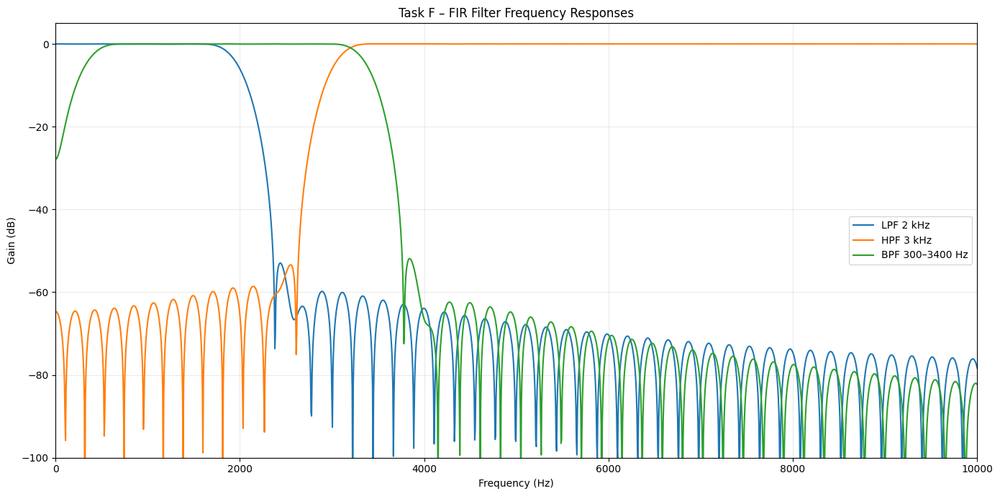 Task F – FIR Filter Frequency Responses
Gain (dB)
0
−20
−40
−60
−80
−100
LPF 2 kHz
HPF 3 kHz
BPF 300–3400 Hz
0
2000
4000
6000
8000
10000
Frequency (Hz)